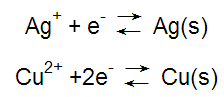 Ag⁺ + e⁻ ⇌ Ag(s)
Cu²⁺ +2e⁻ ⇌ Cu(s)